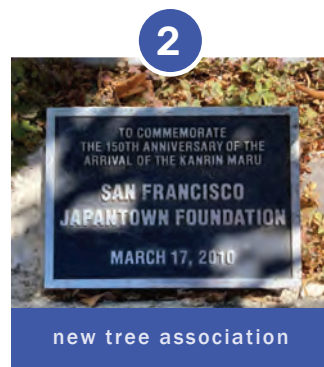 2
TO COMMEMORATE
THE 150TH ANNIVERSARY OF THE
ARRIVAL OF THE KANRIN MARU
SAN FRANCISCO
JAPANTOWN FOUNDATION
MARCH 17, 2010
new tree association